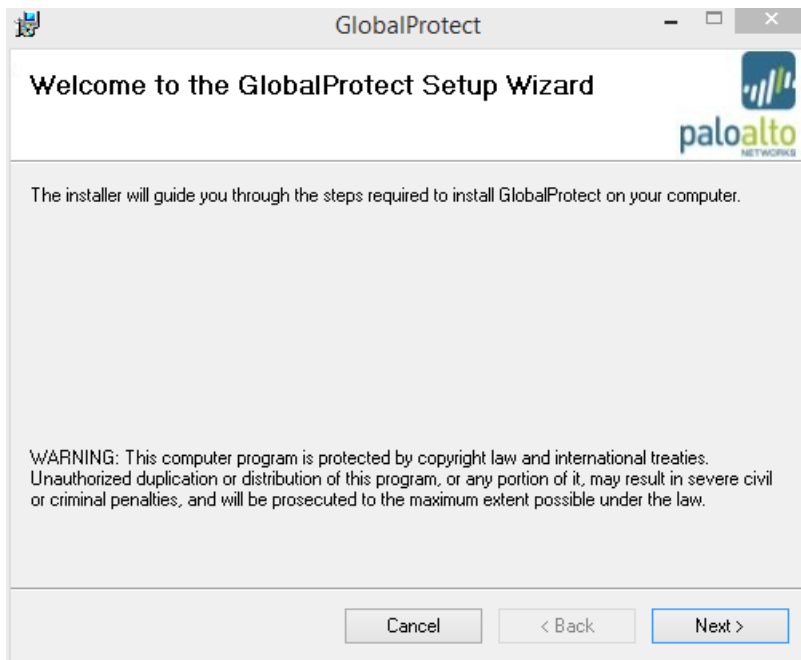 GlobalProtect
Welcome to the GlobalProtect Setup Wizard
paloalto
NETWORKS
The installer will guide you through the steps required to install GlobalProtect on your computer.
WARNING: This computer program is protected by copyright law and international treaties.
Unauthorized duplication or distribution of this program, or any portion of it, may result in severe civil
or criminal penalties, and will be prosecuted to the maximum extent possible under the law.
Cancel < Back Next >